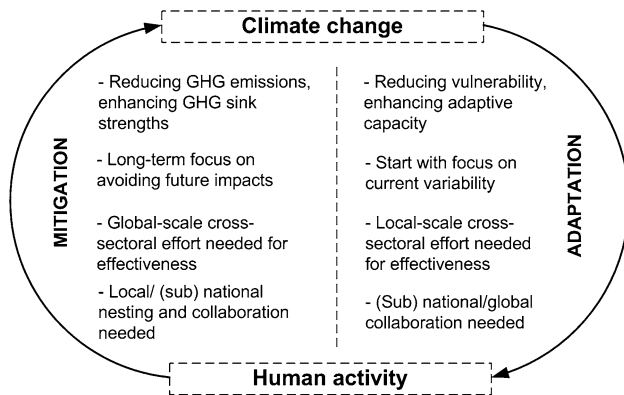 Climate change
MITIGATION
- Reducing GHG emissions,
enhancing GHG sink
strengths
- Long-term focus on
avoiding future impacts
- Global-scale cross-
sectoral effort needed for
effectiveness
- Local/ (sub) national
nesting and collaboration
needed
- Reducing vulnerability,
enhancing adaptive
capacity
- Start with focus on
current variability
- Local-scale cross-
sectoral effort needed
for effectiveness
- (Sub) national/global
collaboration needed
ADAPTATION
Human activity